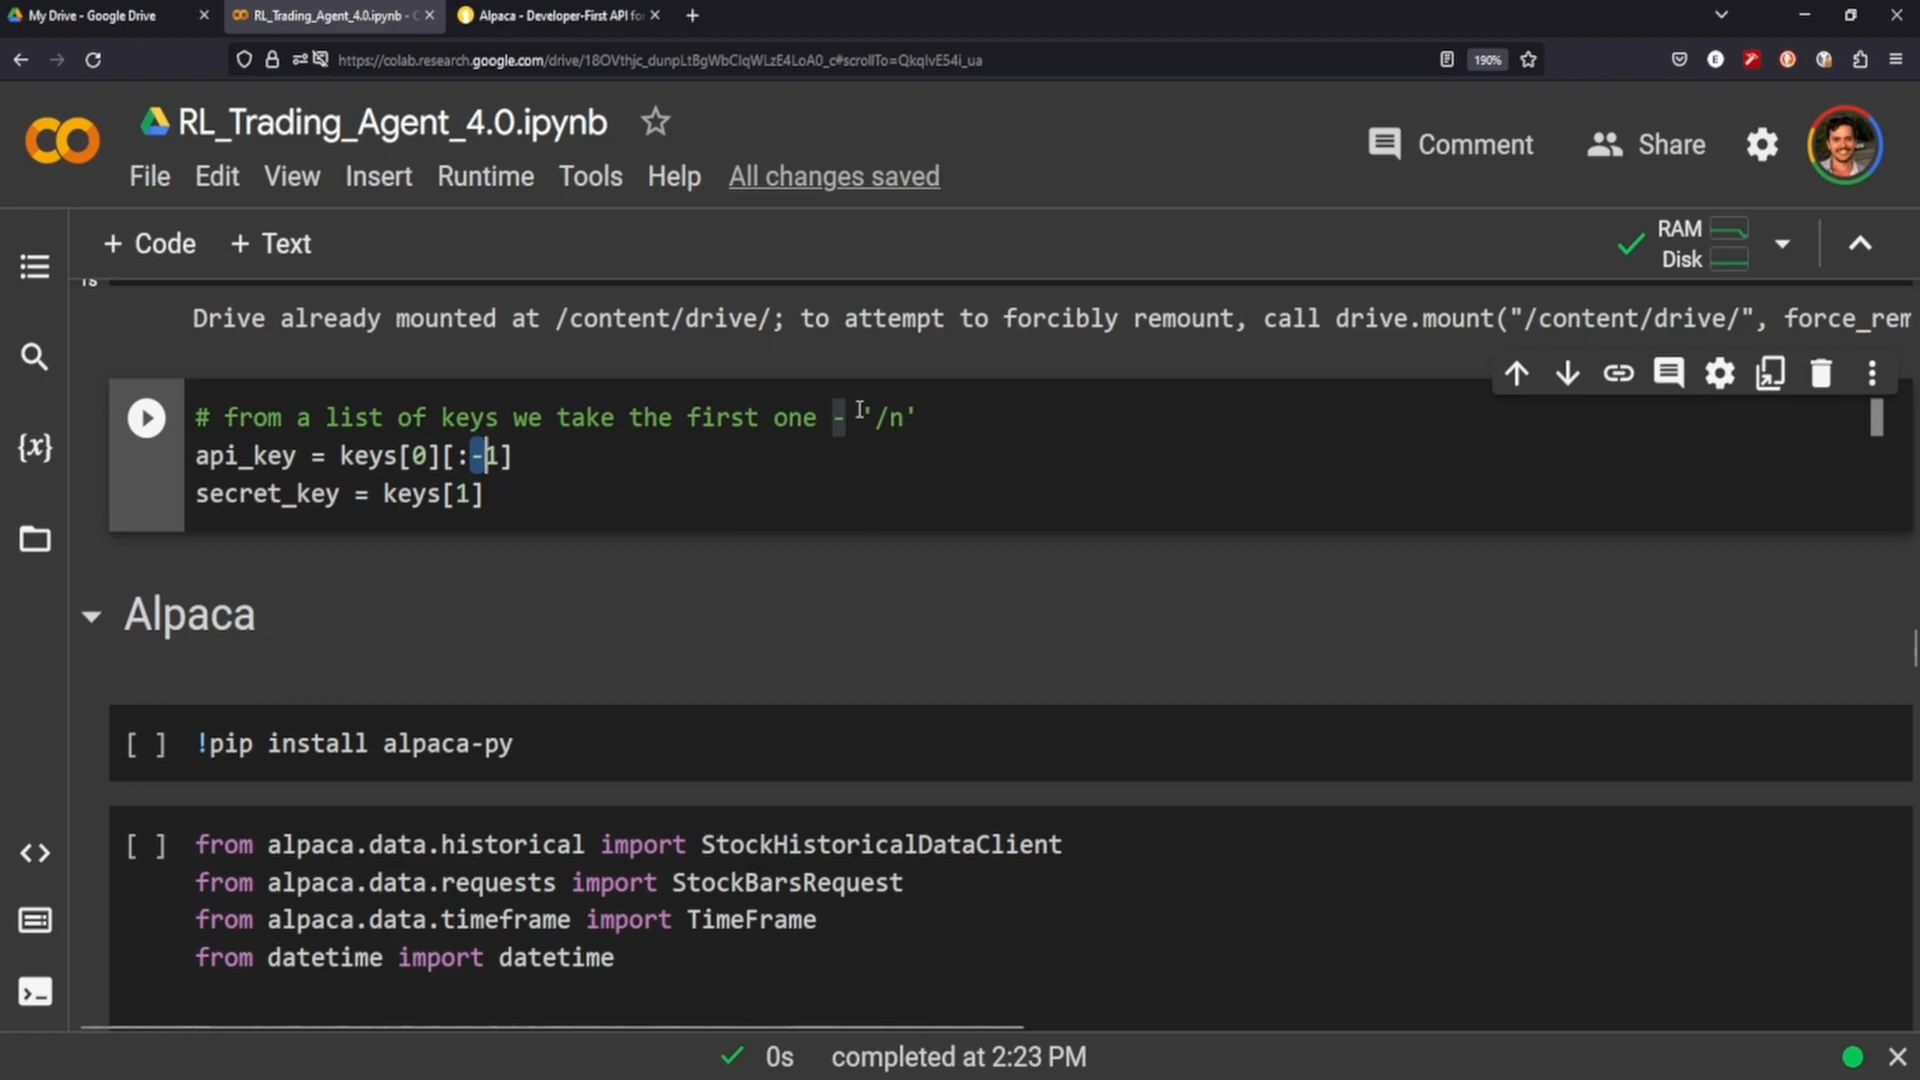 My Drive - Google Drive
RL_Trading_Agent_4.0.ipynb - C
Alpaca - Developer-First API fo
https://colab.research.google.com/drive/18OVthjc_dunpLtBgWbCIqWLzE4LoA0_c#scrollTo=QkqIvE54i_ua
190%
RL_Trading_Agent_4.0.ipynb
Comment
Share
File Edit View Insert Runtime Tools Help All changes saved
+ Code + Text
RAM
Disk
1s
Drive already mounted at /content/drive/; to attempt to forcibly remount, call drive.mount("/content/drive/", force_rem
# from a list of keys we take the first one - '/n'
api_key = keys[0][:-1]
secret_key = keys[1]
Alpaca
[ ] !pip install alpaca-py
[ ] from alpaca.data.historical import StockHistoricalDataClient
from alpaca.data.requests import StockBarsRequest
from alpaca.data.timeframe import TimeFrame
from datetime import datetime
0s completed at 2:23 PM